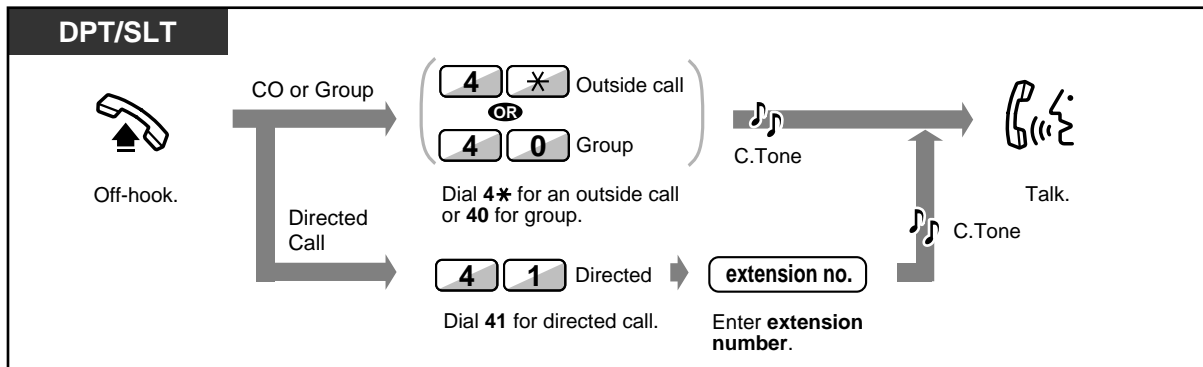 DPT/SLT
Off-hook.
CO or Group
4 * Outside call
OR
4 0 Group
Dial 4* for an outside call
or 40 for group.
C.Tone
Talk.
Directed
Call
4 1 Directed
Dial 41 for directed call.
extension no.
Enter extension
number.
C.Tone